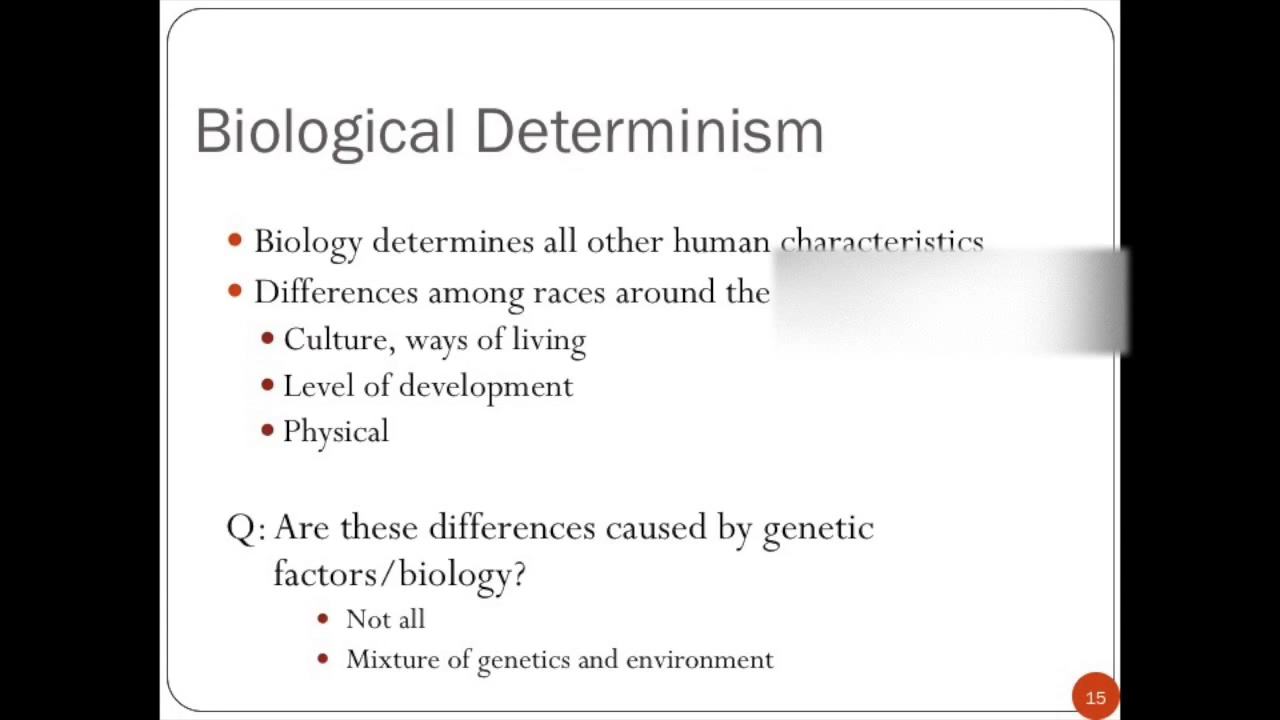 Biological Determinism
• Biology determines all other human characteristics
• Differences among races around the
• Culture, ways of living
• Level of development
• Physical
Q: Are these differences caused by genetic
factors/biology?
• Not all
• Mixture of genetics and environment
15